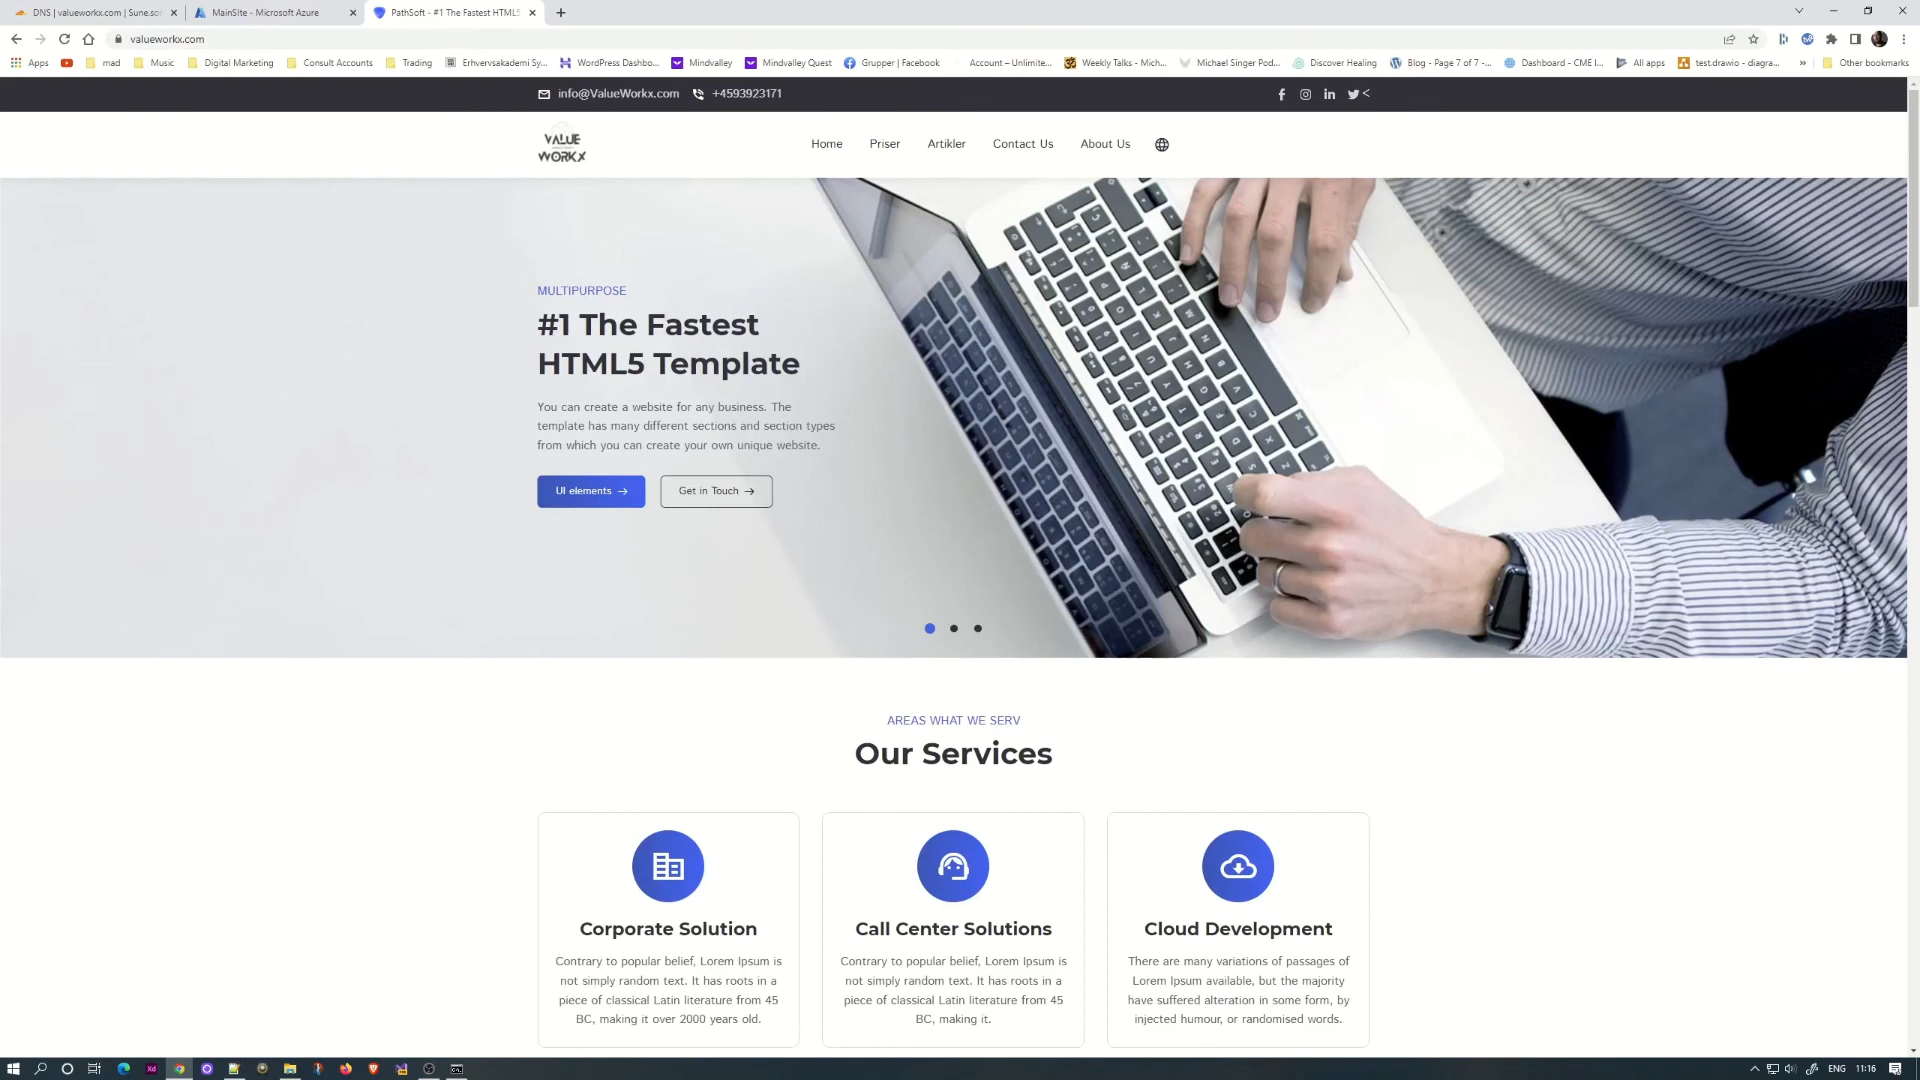 DNS | valueworkx.com | Sune.so
MainSite - Microsoft Azure
PathSoft - #1 The Fastest HTML5
valueworkx.com
Apps
mad
Music
Digital Marketing
Consult Accounts
Trading
Erhvervsakademi Sy...
WordPress Dashbo...
Mindvalley
Mindvalley Quest
Grupper | Facebook
Account – Unlimite...
Weekly Talks - Mich...
Michael Singer Pod...
Discover Healing
Blog - Page 7 of 7 -...
Dashboard - CME I...
All apps
test.drawio - diagra...
»
Other bookmarks
info@ValueWorkx.com
+4593923171
<
VALUE
WORKX
Home
Priser
Artikler
Contact Us
About Us
MULTIPURPOSE
#1 The Fastest
HTML5 Template
You can create a website for any business. The
template has many different sections and section types
from which you can create your own unique website.
UI elements →
Get in Touch →
AREAS WHAT WE SERV
Our Services
Corporate Solution
Contrary to popular belief, Lorem Ipsum is
not simply random text. It has roots in a
piece of classical Latin literature from 45
BC, making it over 2000 years old.
Call Center Solutions
Contrary to popular belief, Lorem Ipsum is
not simply random text. It has roots in a
piece of classical Latin literature from 45
BC, making it.
Cloud Development
There are many variations of passages of
Lorem Ipsum available, but the majority
have suffered alteration in some form, by
injected humour, or randomised words.
Xd
ENG
11:16